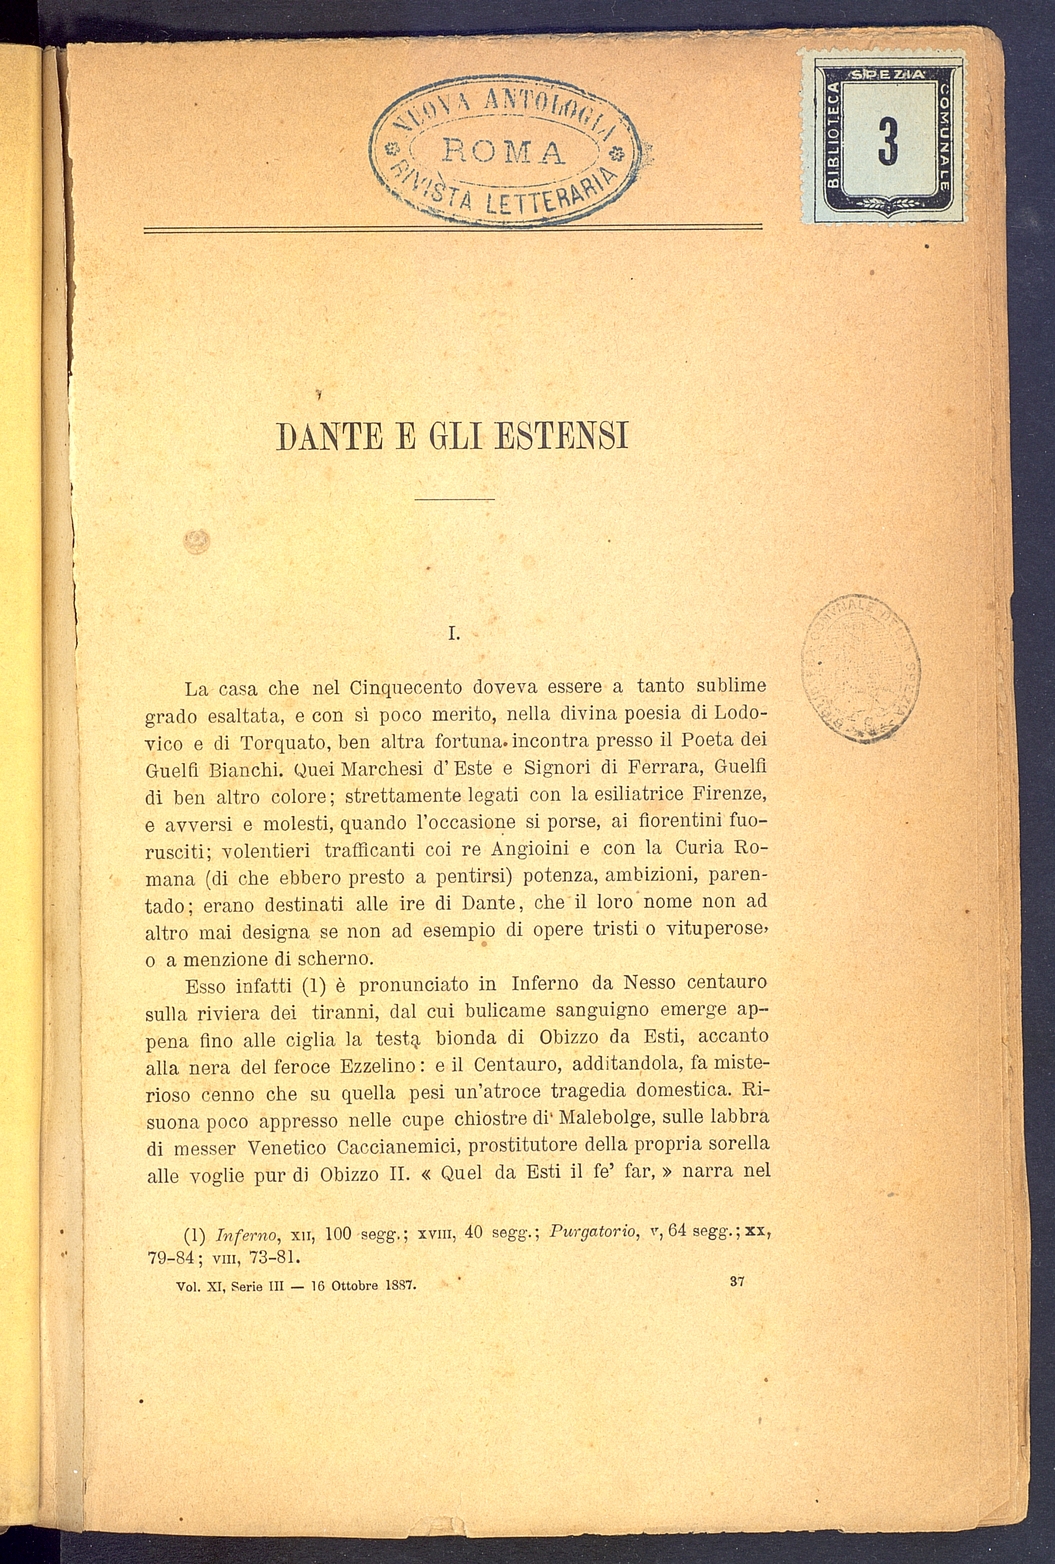 NUOVA ANTOLOGIA
ROMA
RIVISTA LETTERARIA
SPEZIA
BIBLIOTECA
COMUNALE
3
DANTE E GLI ESTENSI
I.
La casa che nel Cinquecento doveva essere a tanto sublime
grado esaltata, e con sì poco merito, nella divina poesia di Lodo-
vico e di Torquato, ben altra fortuna incontra presso il Poeta dei
Guelfi Bianchi. Quei Marchesi d'Este e Signori di Ferrara, Guelfi
di ben altro colore; strettamente legati con la esiliatrice Firenze,
e avversi e molesti, quando l'occasione si porse, ai fiorentini fuo-
rusciti; volentieri trafficanti coi re Angioini e con la Curia Ro-
mana (di che ebbero presto a pentirsi) potenza, ambizioni, paren-
tado; erano destinati alle ire di Dante, che il loro nome non ad
altro mai designa se non ad esempio di opere tristi o vituperose,
o a menzione di scherno.
Esso infatti (1) è pronunciato in Inferno da Nesso centauro
sulla riviera dei tiranni, dal cui bulicame sanguigno emerge ap-
pena fino alle ciglia la testa bionda di Obizzo da Esti, accanto
alla nera del feroce Ezzelino: e il Centauro, additandola, fa miste-
rioso cenno che su quella pesi un'atroce tragedia domestica. Ri-
suona poco appresso nelle cupe chiostre di Malebolge, sulle labbra
di messer Venetico Caccianemici, prostitutore della propria sorella
alle voglie pur di Obizzo II. « Quel da Esti il fe' far, » narra nel
(1) Inferno, XII, 100 segg.; XVIII, 40 segg.; Purgatorio, V, 64 segg.; XX,
79-84; VIII, 73-81.
Vol. XI, Serie III — 16 Ottobre 1887.
37